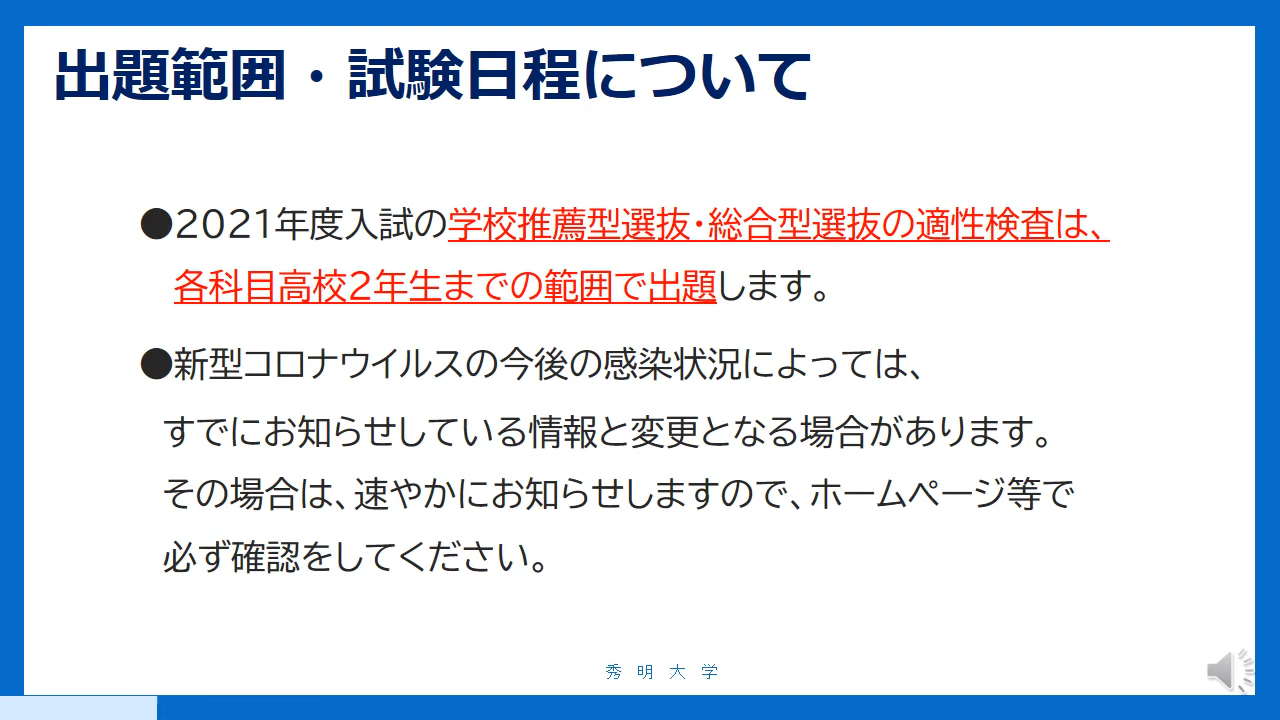 出題範囲・試験日程について
●2021年度入試の学校推薦型選抜・総合型選抜の適性検査は、
各科目高校2年生までの範囲で出題します。
●新型コロナウイルスの今後の感染状況によっては、
すでにお知らせしている情報と変更となる場合があります。
その場合は、速やかにお知らせしますので、ホームページ等で
必ず確認をしてください。
秀明大学